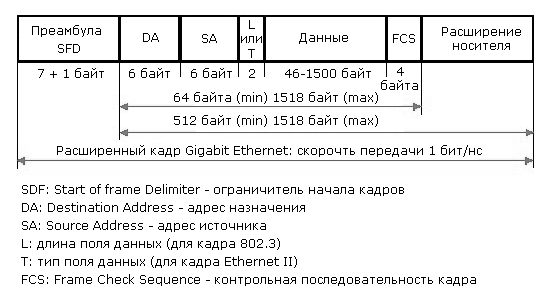 Преамбула
SFD
DA
SA
L
или
T
Данные
FCS
Расширение
носителя
7 + 1 байт
6 байт
6 байт
2
46-1500 байт
4
байта
64 байта (min) 1518 байт (max)
512 байт (min) 1518 байт (max)
Расширенный кадр Gigabit Ethernet: скорочть передачи 1 бит/нс
SDF: Start of frame Delimiter - ограничитель начала кадров
DA: Destination Address - адрес назначения
SA: Source Address - адрес источника
L: длина поля данных (для кадра 802.3)
T: тип поля данных (для кадра Ethernet II)
FCS: Frame Check Sequence - контрольная последовательность кадра